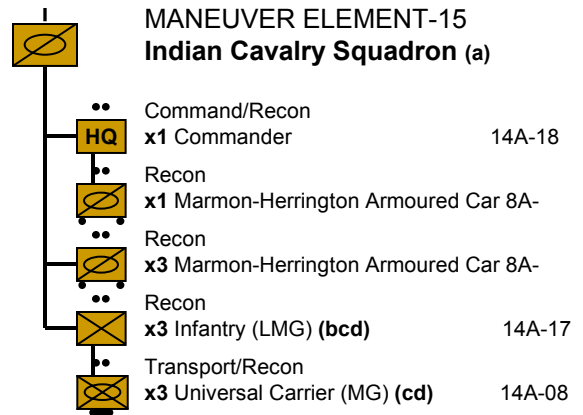 MANEUVER ELEMENT-15
Indian Cavalry Squadron (a)
Command/Recon
HQ x1 Commander 14A-18
Recon
x1 Marmon-Herrington Armoured Car 8A-
Recon
x3 Marmon-Herrington Armoured Car 8A-
Recon
x3 Infantry (LMG) (bcd) 14A-17
Transport/Recon
x3 Universal Carrier (MG) (cd) 14A-08